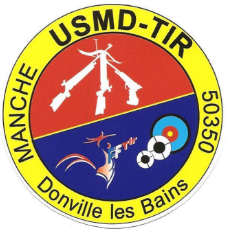 USMD-TIR
MANCHE
50350
Donville les Bains